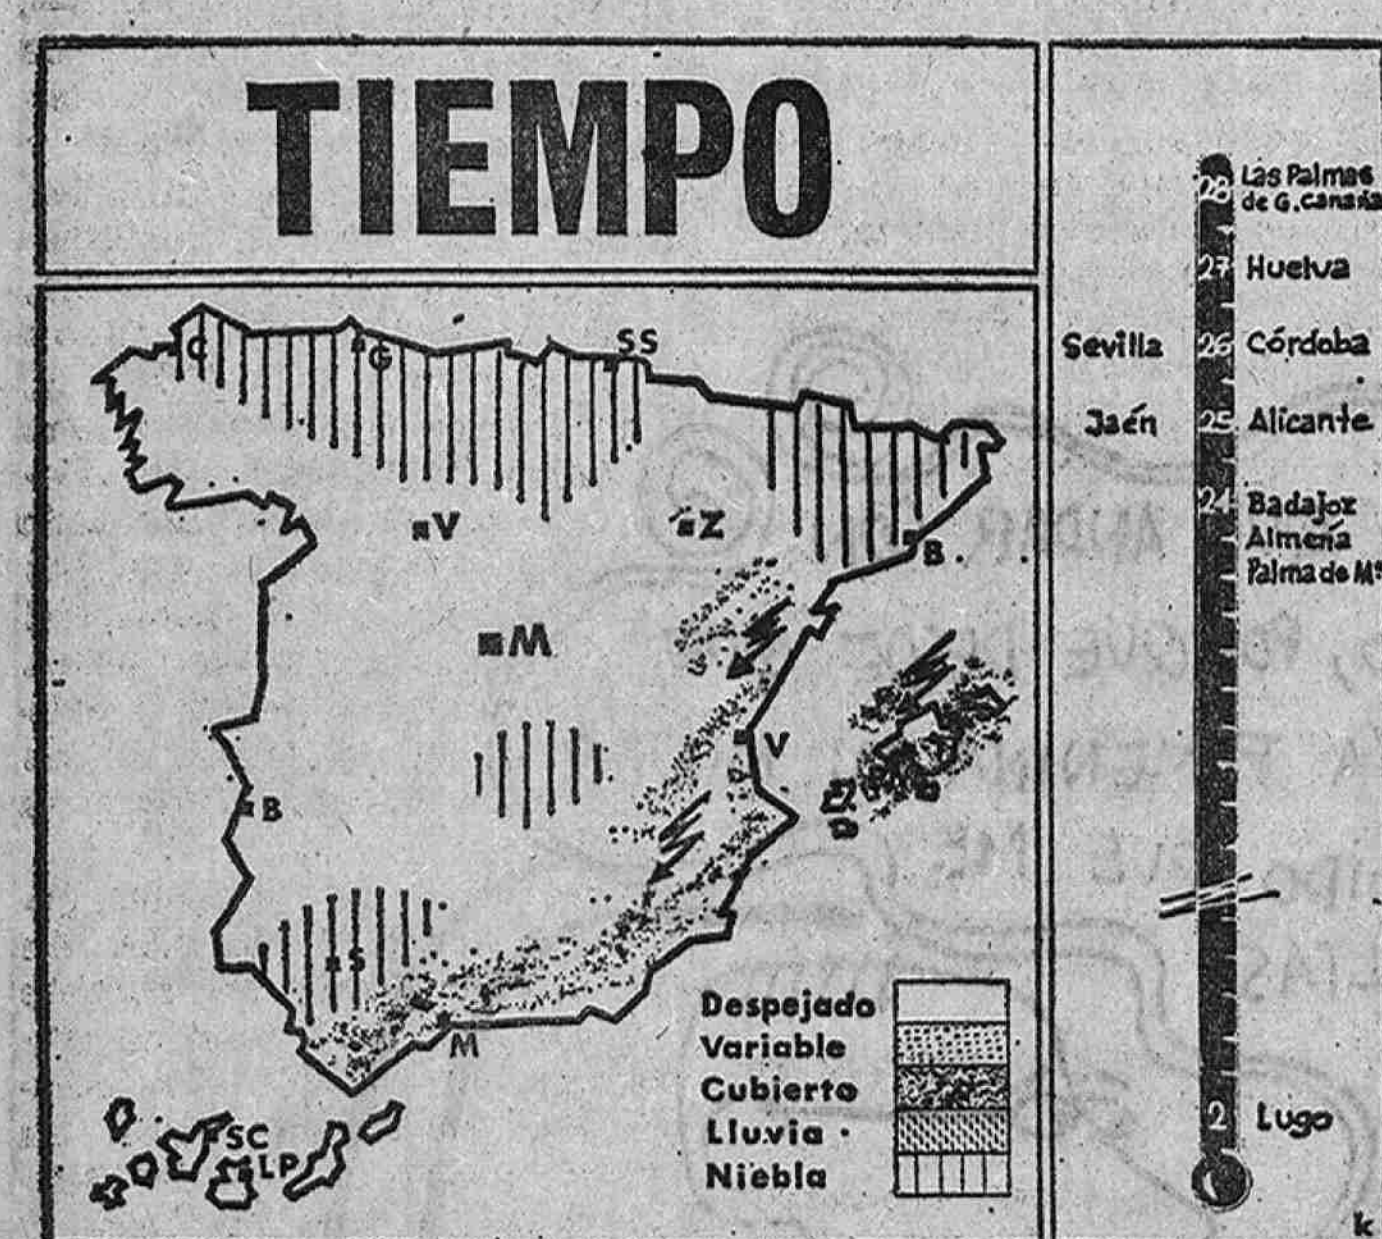 TIEMPO
C
G
SS
V
Z
B.
M
V
B
S
M
SC
LP
Despejado
Variable
Cubierto
Lluvia
Niebla
28 Las Palmas
de G. canaria
27 Huelva
Sevilla 26 Córdoba
Jaén 25 Alicante
24 Badajoz
Almería
Palma de Mª
2 Lugo
k